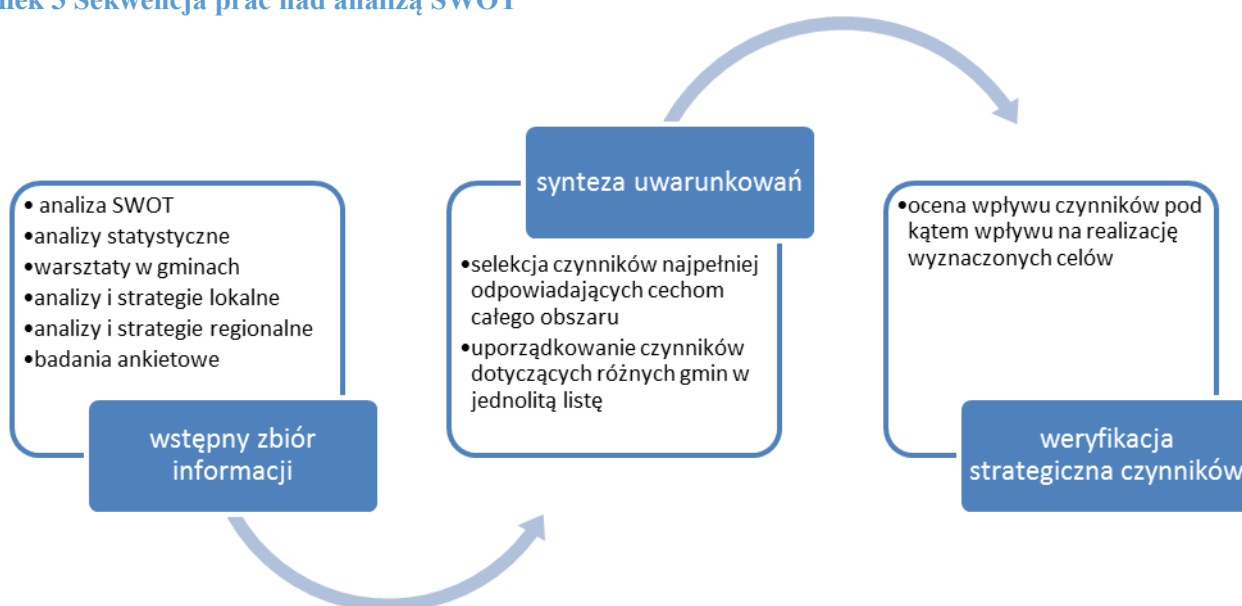 nek 5 Sekwencja prac nad analizą SWOT
• analiza SWOT
•analizy statystyczne
•warsztaty w gminach
•analizy i strategie lokalne
•analizy i strategie regionalne
•badania ankietowe
wstępny zbiór
informacji
synteza uwarunkowań
•selekcja czynników najpełniej
odpowiadających cechom
całego obszaru
•uporządkowanie czynników
dotyczących różnych gmin w
jednolitą listę
•ocena wpływu czynników pod
kątem wpływu na realizację
wyznaczonych celów
weryfikacja
strategiczna czynników